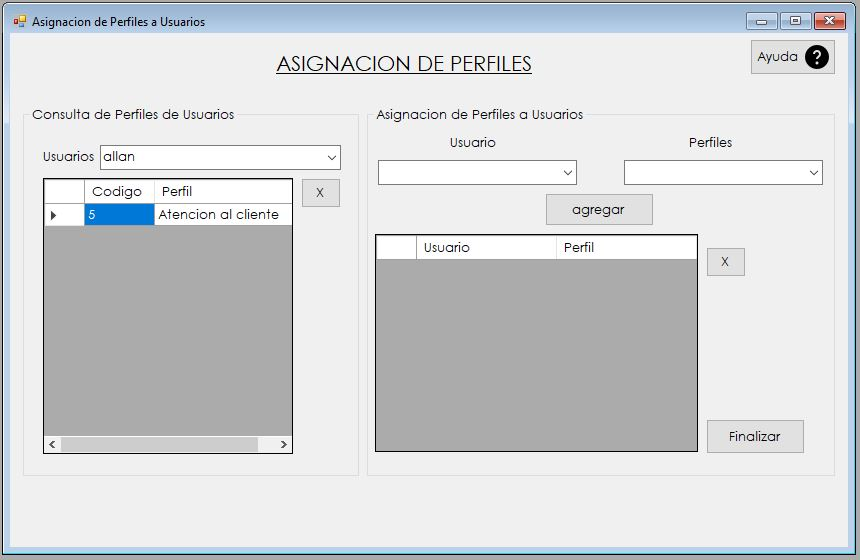 Asignacion de Perfiles a Usuarios
ASIGNACION DE PERFILES
Ayuda ?
Consulta de Perfiles de Usuarios
Usuarios allan
Codigo Perfil
5 Atencion al cliente
X
Asignacion de Perfiles a Usuarios
Usuario Perfiles
agregar
Usuario Perfil
X
Finalizar